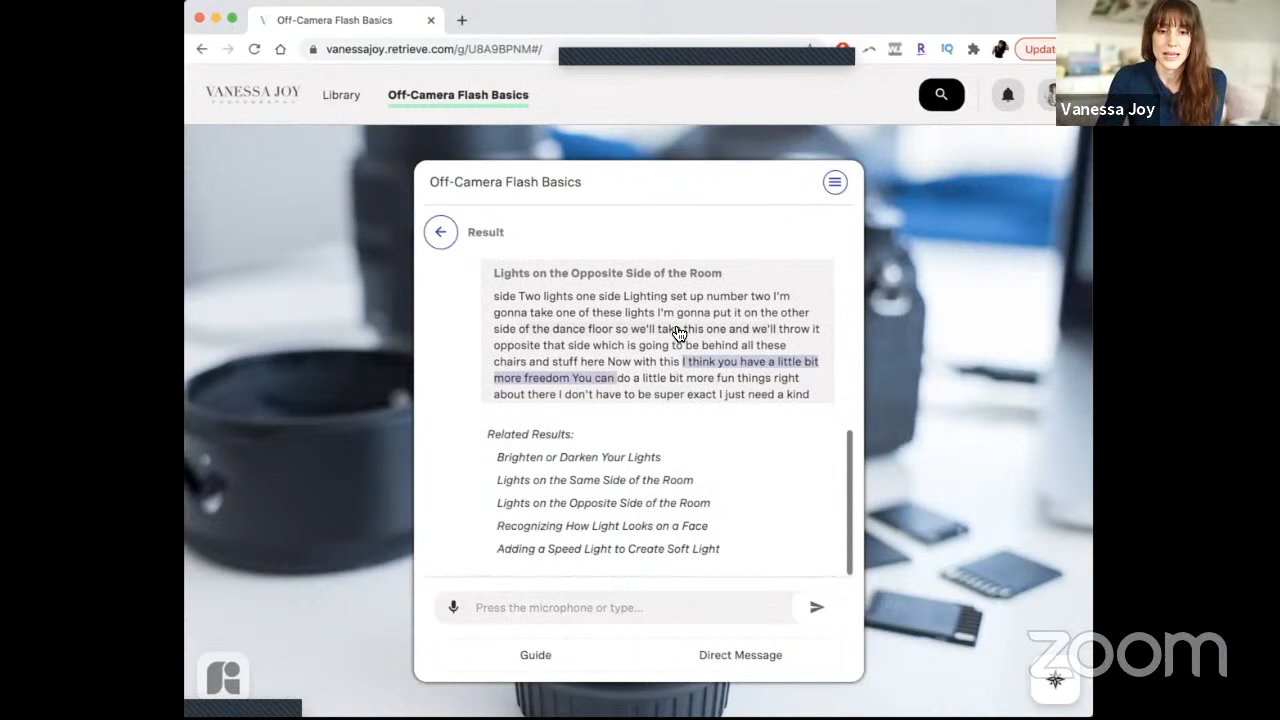 Off-Camera Flash Basics
vanessajoy.retrieve.com/g/U8A9BPNM#/
R
IQ
Updat
VANESSA JOY
PHOTOGRAPHY
Library
Off-Camera Flash Basics
Vanessa Joy
Off-Camera Flash Basics
Result
Lights on the Opposite Side of the Room
side Two lights one side Lighting set up number two I'm
gonna take one of these lights I'm gonna put it on the other
side of the dance floor so we'll take this one and we'll throw it
opposite that side which is going to be behind all these
chairs and stuff here Now with this I think you have a little bit
more freedom You can do a little bit more fun things right
about there I don't have to be super exact I just need a kind
Related Results:
Brighten or Darken Your Lights
Lights on the Same Side of the Room
Lights on the Opposite Side of the Room
Recognizing How Light Looks on a Face
Adding a Speed Light to Create Soft Light
Press the microphone or type...
Guide
Direct Message
zoom